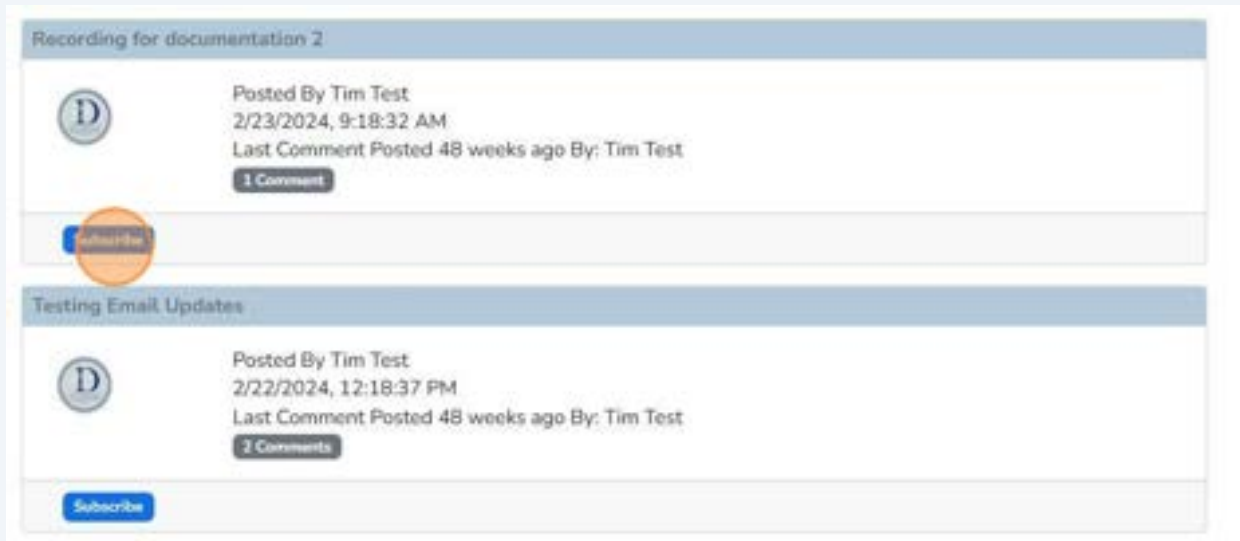 Recording for documentation 2
D
Posted By Tim Test
2/23/2024, 9:18:32 AM
Last Comment Posted 48 weeks ago By: Tim Test
1 Comment
Subscribe
Testing Email Updates
D
Posted By Tim Test
2/22/2024, 12:18:37 PM
Last Comment Posted 48 weeks ago By: Tim Test
2 Comments
Subscribe